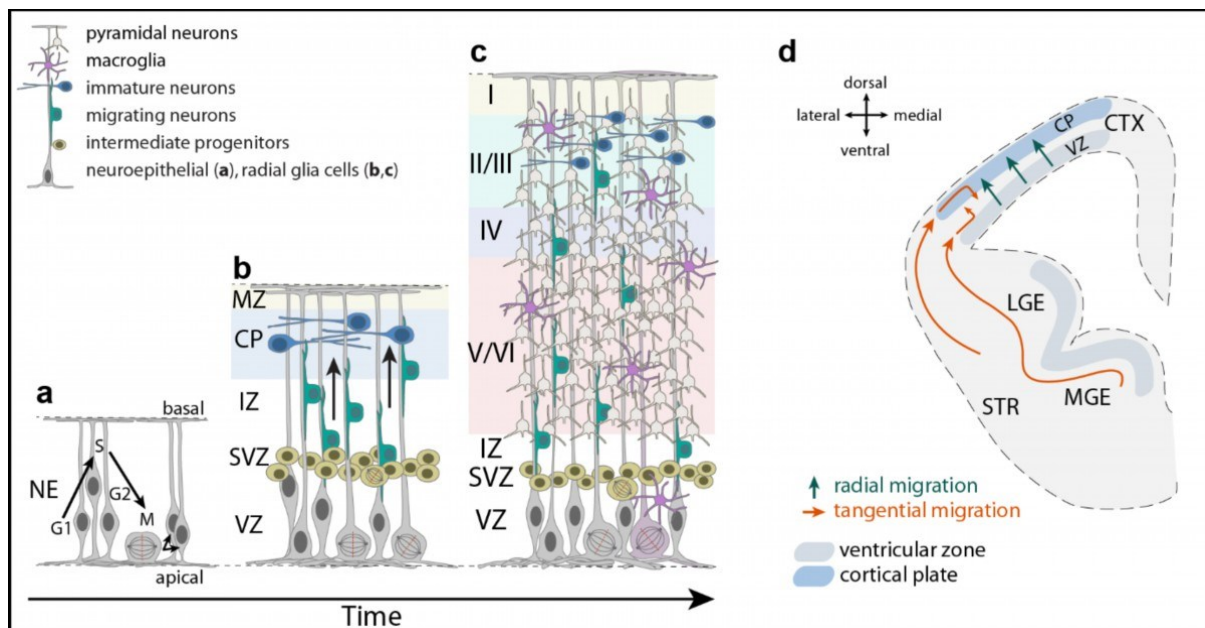 pyramidal neurons
macroglia
immature neurons
migrating neurons
intermediate progenitors
neuroepithelial (a), radial glia cells (b,c)
a
basal
S
NE
G2
G1
M
apical
b
MZ
CP
IZ
SVZ
VZ
c
I
II/III
IV
V/VI
IZ
SVZ
VZ
Time
d
dorsal
lateral medial
ventral
CP
CTX
VZ
LGE
MGE
STR
radial migration
tangential migration
ventricular zone
cortical plate